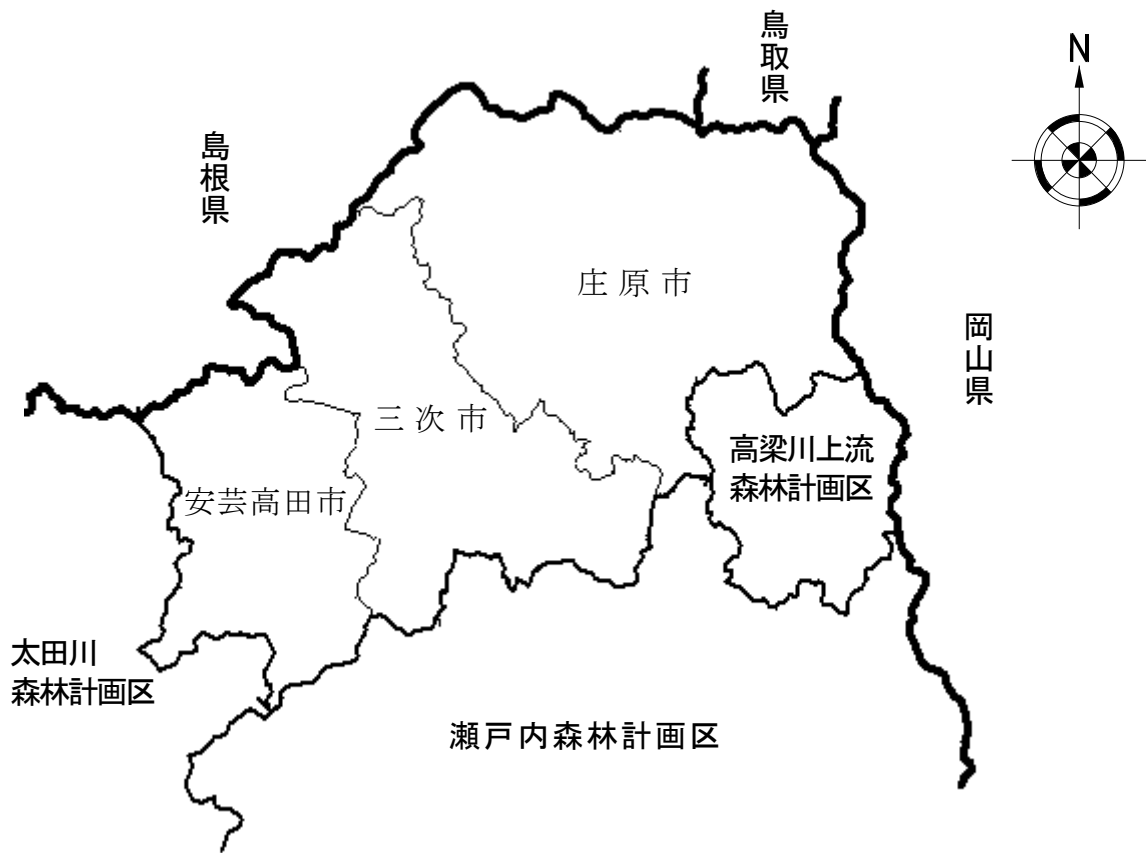 鳥取県
N
島根県
庄原市
岡山県
三次市
高梁川上流
森林計画区
安芸高田市
太田川
森林計画区
瀬戸内森林計画区